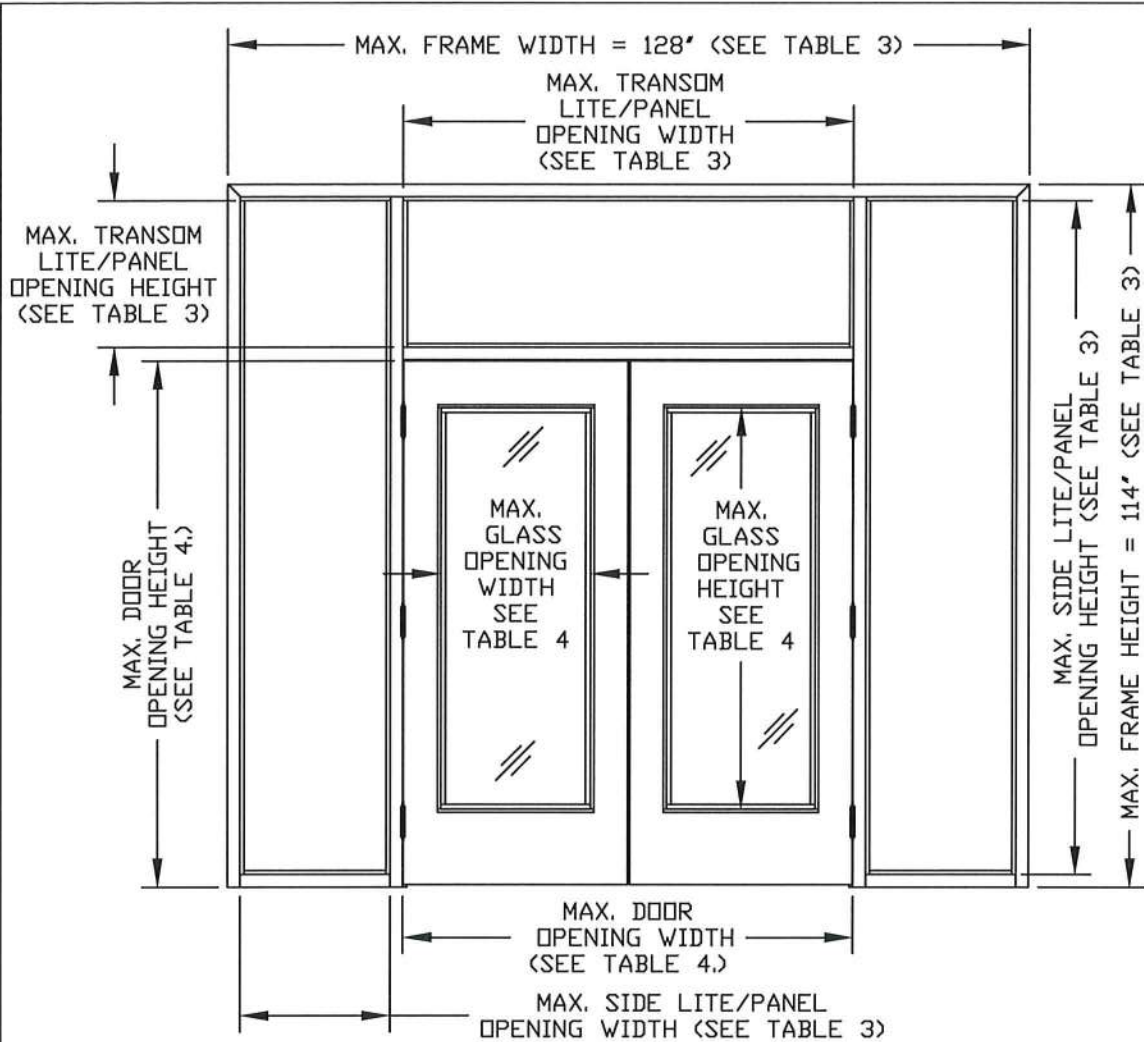 MAX. FRAME WIDTH = 128" (SEE TABLE 3)
MAX. TRANSOM
LITE/PANEL
OPENING WIDTH
(SEE TABLE 3)
MAX. TRANSOM
LITE/PANEL
OPENING HEIGHT
(SEE TABLE 3)
MAX. DOOR
OPENING HEIGHT
(SEE TABLE 4.)
MAX.
GLASS
OPENING
WIDTH
SEE
TABLE 4
MAX.
GLASS
OPENING
HEIGHT
SEE
TABLE 4
MAX. SIDE LITE/PANEL
OPENING HEIGHT (SEE TABLE 3)
MAX. FRAME HEIGHT = 114" (SEE TABLE 3)
MAX. DOOR
OPENING WIDTH
(SEE TABLE 4.)
MAX. SIDE LITE/PANEL
OPENING WIDTH (SEE TABLE 3)